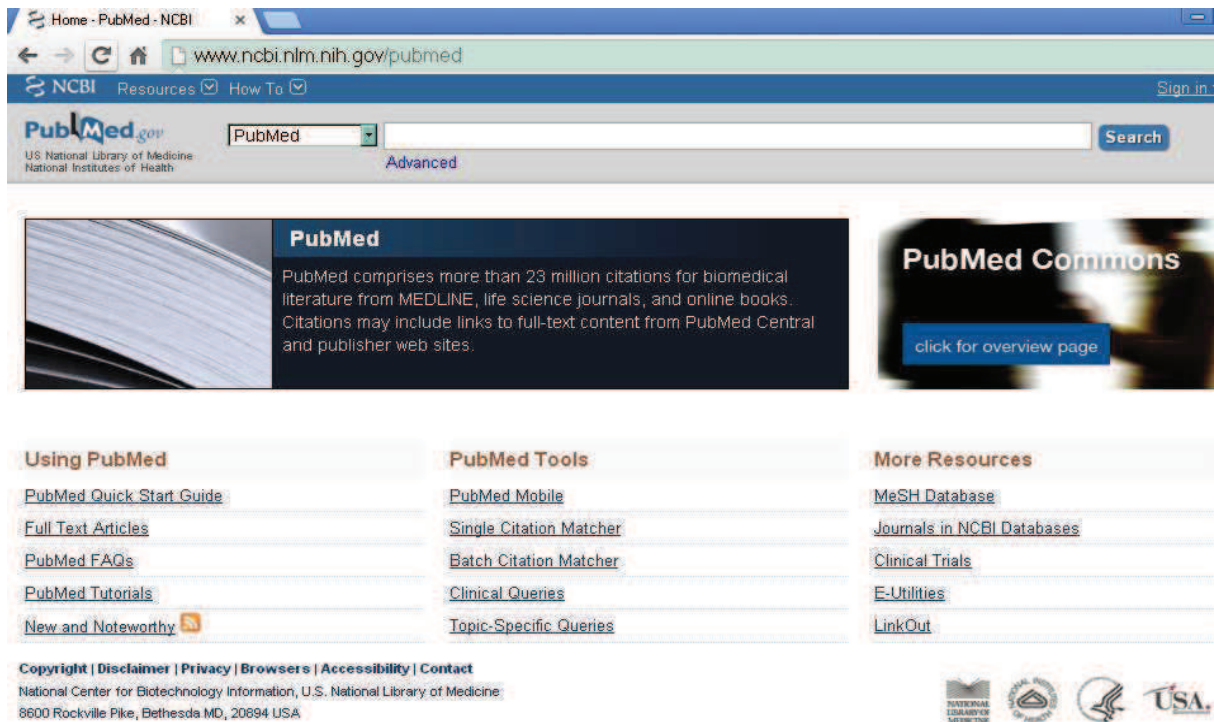 Home - PubMed - NCBI
www.ncbi.nlm.nih.gov/pubmed
NCBI Resources How To Sign in
PubMed.gov
US National Library of Medicine
National Institutes of Health
PubMed
Search
Advanced
PubMed
PubMed comprises more than 23 million citations for biomedical
literature from MEDLINE, life science journals, and online books.
Citations may include links to full-text content from PubMed Central
and publisher web sites.
PubMed Commons
click for overview page
Using PubMed
PubMed Quick Start Guide
Full Text Articles
PubMed FAQs
PubMed Tutorials
New and Noteworthy
PubMed Tools
PubMed Mobile
Single Citation Matcher
Batch Citation Matcher
Clinical Queries
Topic-Specific Queries
More Resources
MeSH Database
Journals in NCBI Databases
Clinical Trials
E-Utilities
LinkOut
Copyright | Disclaimer | Privacy | Browsers | Accessibility | Contact
National Center for Biotechnology Information, U.S. National Library of Medicine
8600 Rockville Pike, Bethesda MD, 20894 USA
NATIONAL
LIBRARY OF
MEDICINE
USA.